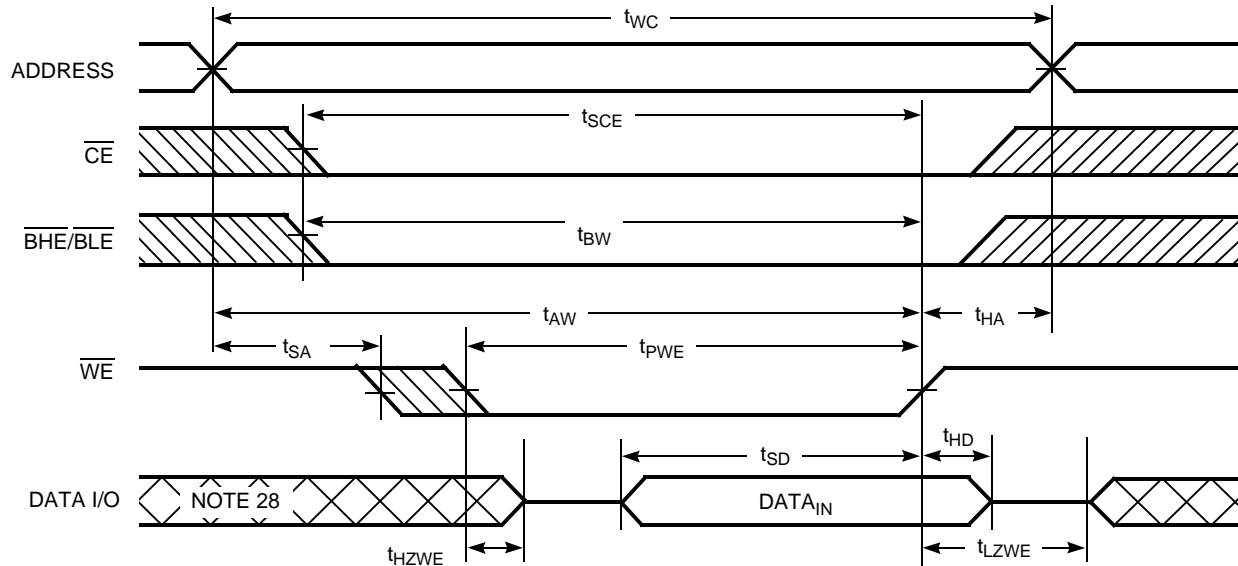 tWC
ADDRESS
tSCE
CE
BHE/BLE
tBW
tAW
tHA
tSA
tPWE
WE
tHD
tSD
DATA I/O
NOTE 28
DATAIN
tHZWE
tLZWE